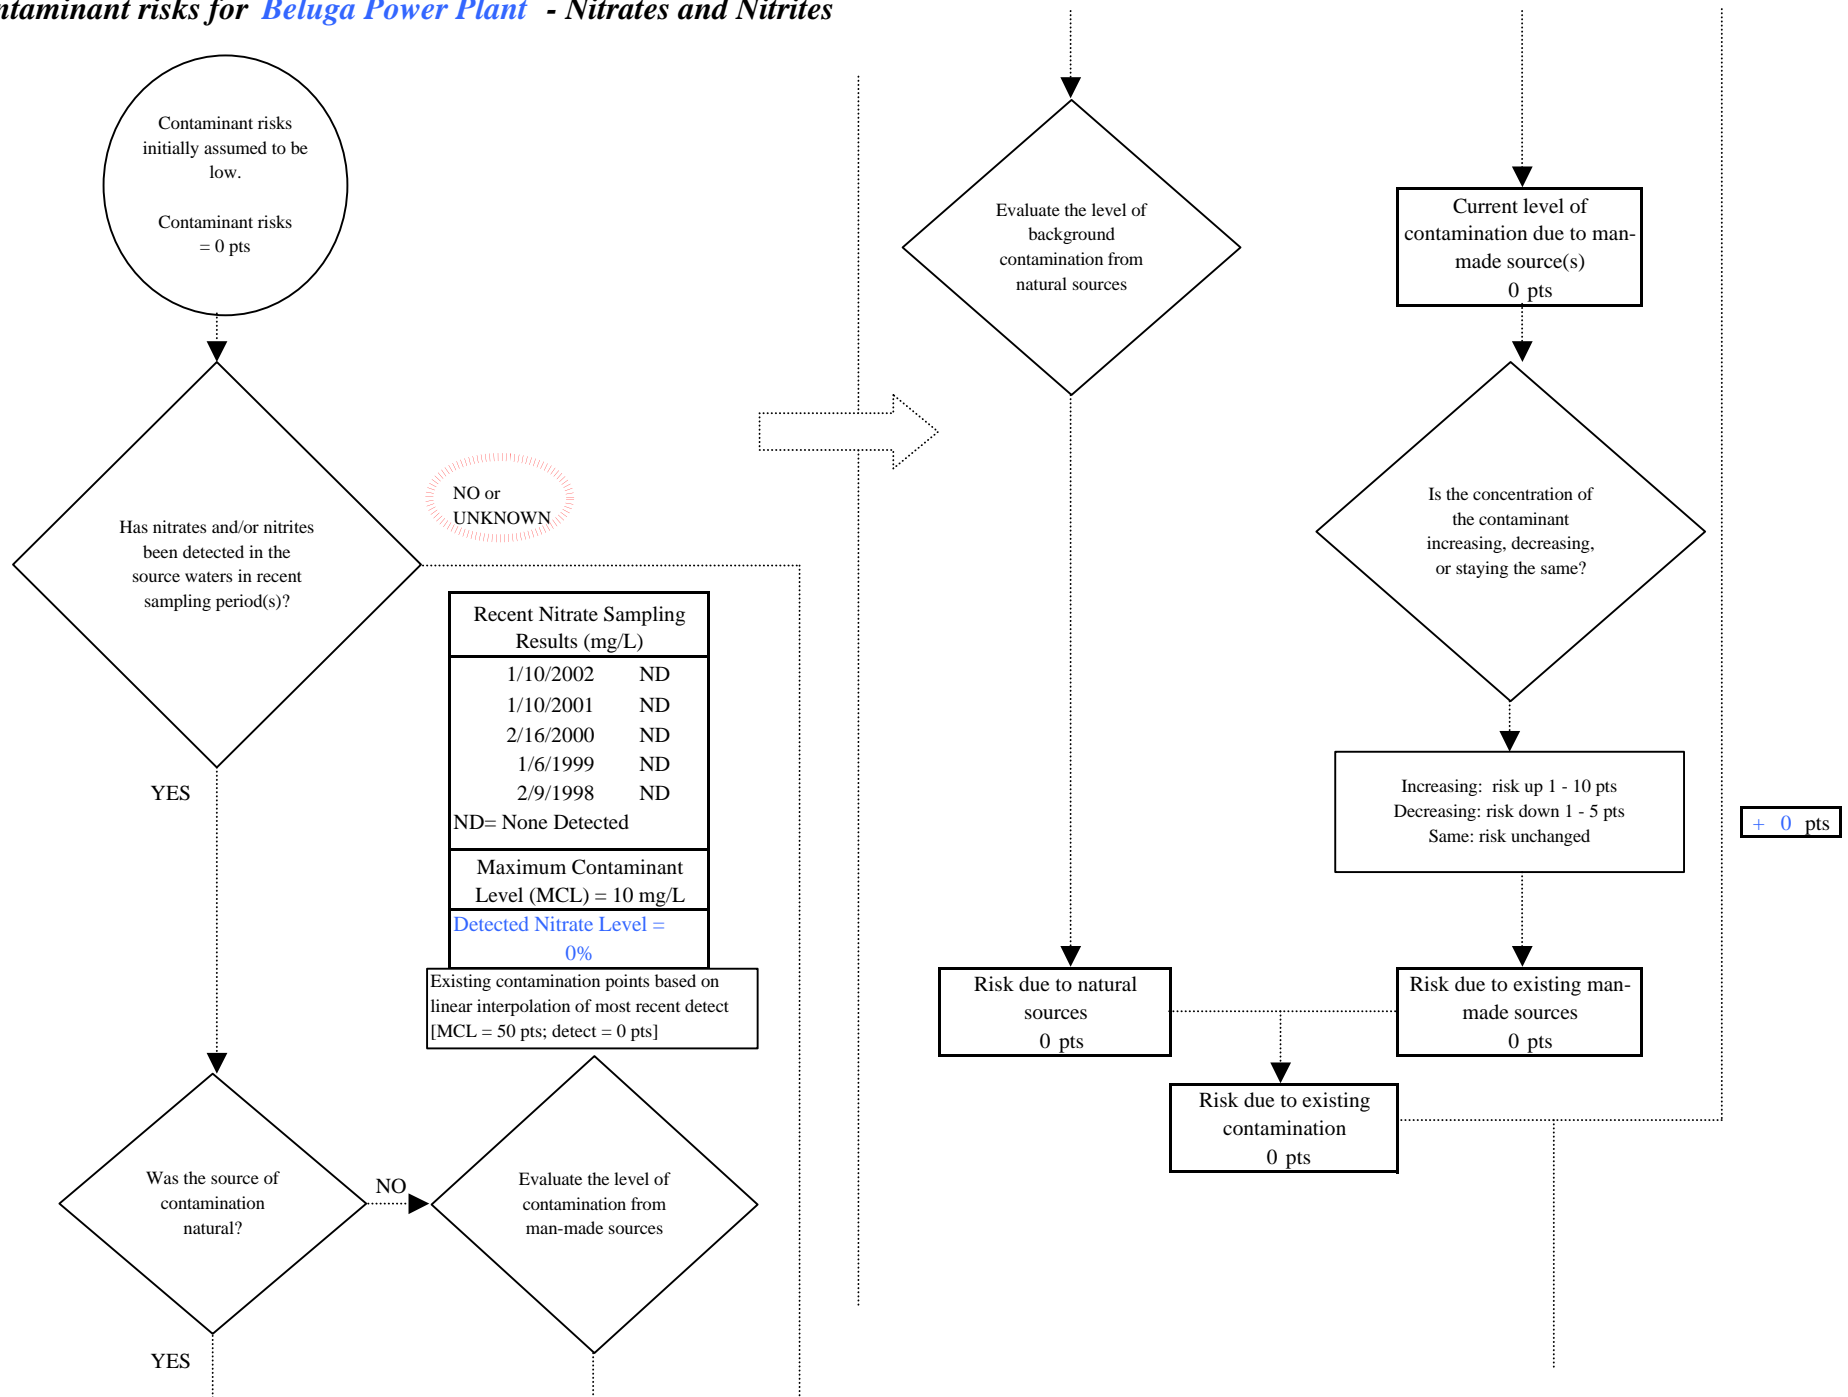 ntaminant risks for Beluga Power Plant - Nitrates and Nitrites
Contaminant risks
initially assumed to be
low.
Contaminant risks
= 0 pts
Has nitrates and/or nitrites
been detected in the
source waters in recent
sampling period(s)?
NO or
UNKNOWN
YES
Recent Nitrate Sampling
Results (mg/L)
1/10/2002 ND
1/10/2001 ND
2/16/2000 ND
1/6/1999 ND
2/9/1998 ND
ND= None Detected
Maximum Contaminant
Level (MCL) = 10 mg/L
Detected Nitrate Level =
0%
Existing contamination points based on
linear interpolation of most recent detect
[MCL = 50 pts; detect = 0 pts]
Was the source of
contamination
natural?
NO
Evaluate the level of
contamination from
man-made sources
YES
Evaluate the level of
background
contamination from
natural sources
Current level of
contamination due to man-
made source(s)
0 pts
Is the concentration of
the contaminant
increasing, decreasing,
or staying the same?
Increasing: risk up 1 - 10 pts
Decreasing: risk down 1 - 5 pts
Same: risk unchanged
+ 0 pts
Risk due to natural
sources
0 pts
Risk due to existing man-
made sources
0 pts
Risk due to existing
contamination
0 pts